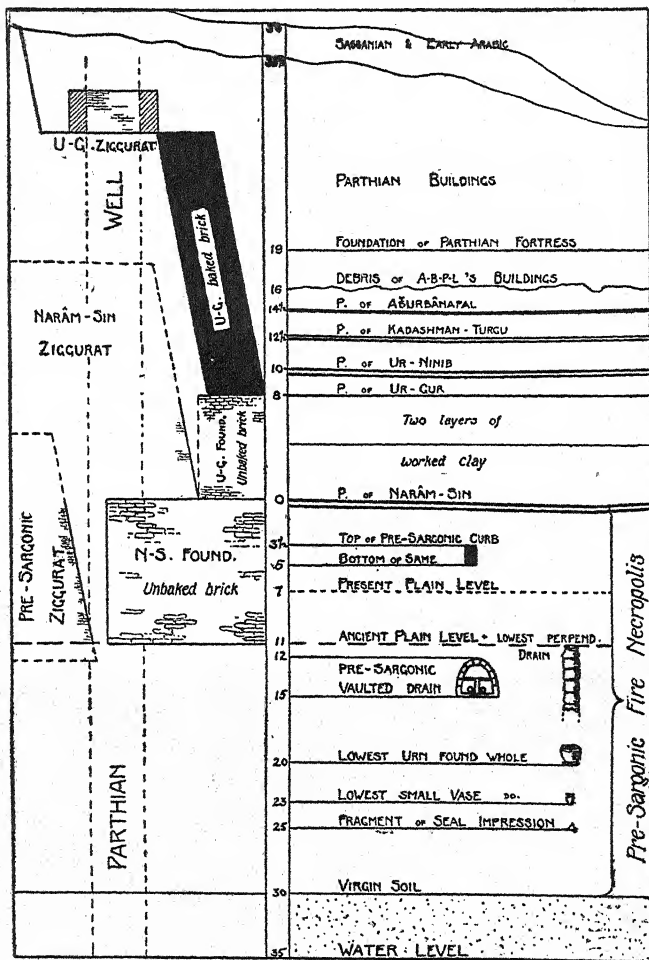 SASSANIAN & EARLY ARABIC
U-G. ZIGGURAT
WELL
U-G. baked brick
PARTHIAN BUILDINGS
19 FOUNDATION OF PARTHIAN FORTRESS
DEBRIS OF A-B-P-L'S BUILDINGS
16
P. OF AŠURBÂNAPAL
14½
NARÂM-SIN
ZIGGURAT
P. OF KADASHMAN-TURGU
12½
P. OF UR-NINIB
10
P. OF UR-GUR
8
U-G. FOUND.
Unbaked brick
Two layers of
worked clay
0 P. OF NARÂM-SIN
PRE-SARGONIC
ZIGGURAT
N-S. FOUND.
Unbaked brick
3½ TOP OF PRE-SARGONIC CURB
BOTTOM OF SAME
7 PRESENT PLAIN LEVEL
11 ANCIENT PLAIN LEVEL + LOWEST PERPEND.
DRAIN
12
PRE-SARGONIC
VAULTED DRAIN
15
PARTHIAN
20 LOWEST URN FOUND WHOLE
23 LOWEST SMALL VASE DO.
25 FRAGMENT OF SEAL IMPRESSION
30 VIRGIN SOIL
35 WATER LEVEL
Pre-Sargonic Fire Necropolis